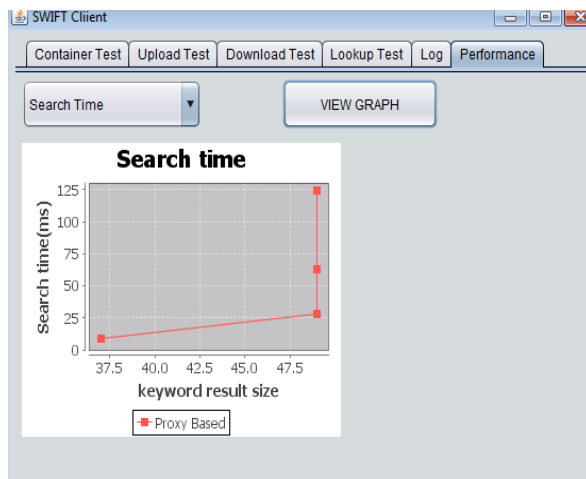 SWIFT Cliient
Container Test Upload Test Download Test Lookup Test Log Performance
Search Time VIEW GRAPH
Search time
Search time(ms)
125
100
75
50
25
0
37.5 40.0 42.5 45.0 47.5
keyword result size
Proxy Based